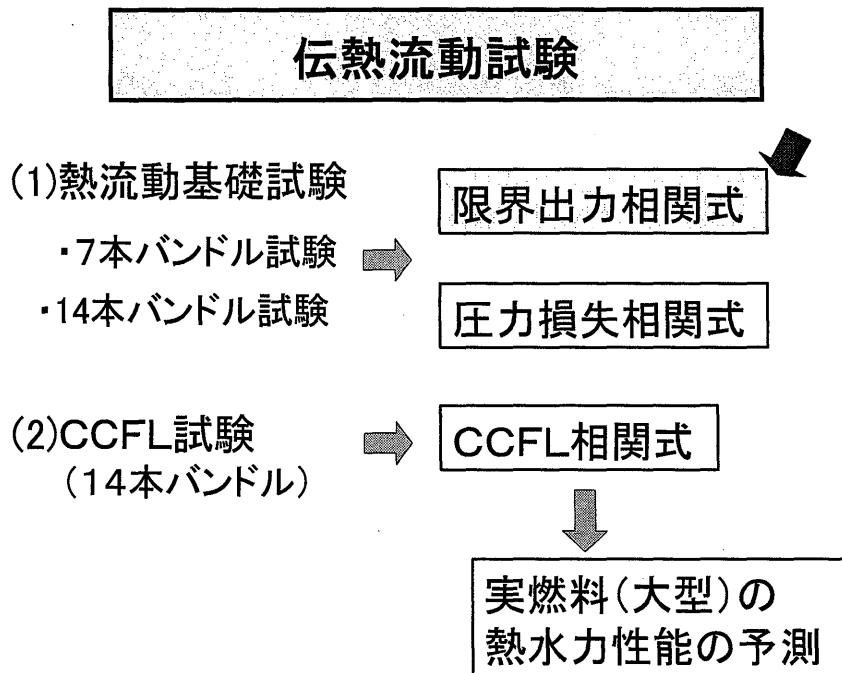 伝熱流動試験
(1)熱流動基礎試験
・7本バンドル試験
・14本バンドル試験
限界出力相関式
圧力損失相関式
(2)CCFL試験
(14本バンドル)
CCFL相関式
実燃料(大型)の
熱水力性能の予測